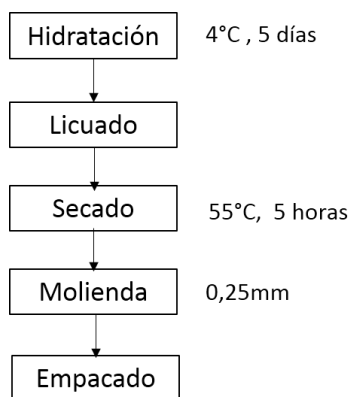 Hidratación 4°C , 5 días
Licuado
Secado 55°C, 5 horas
Molienda 0,25mm
Empacado